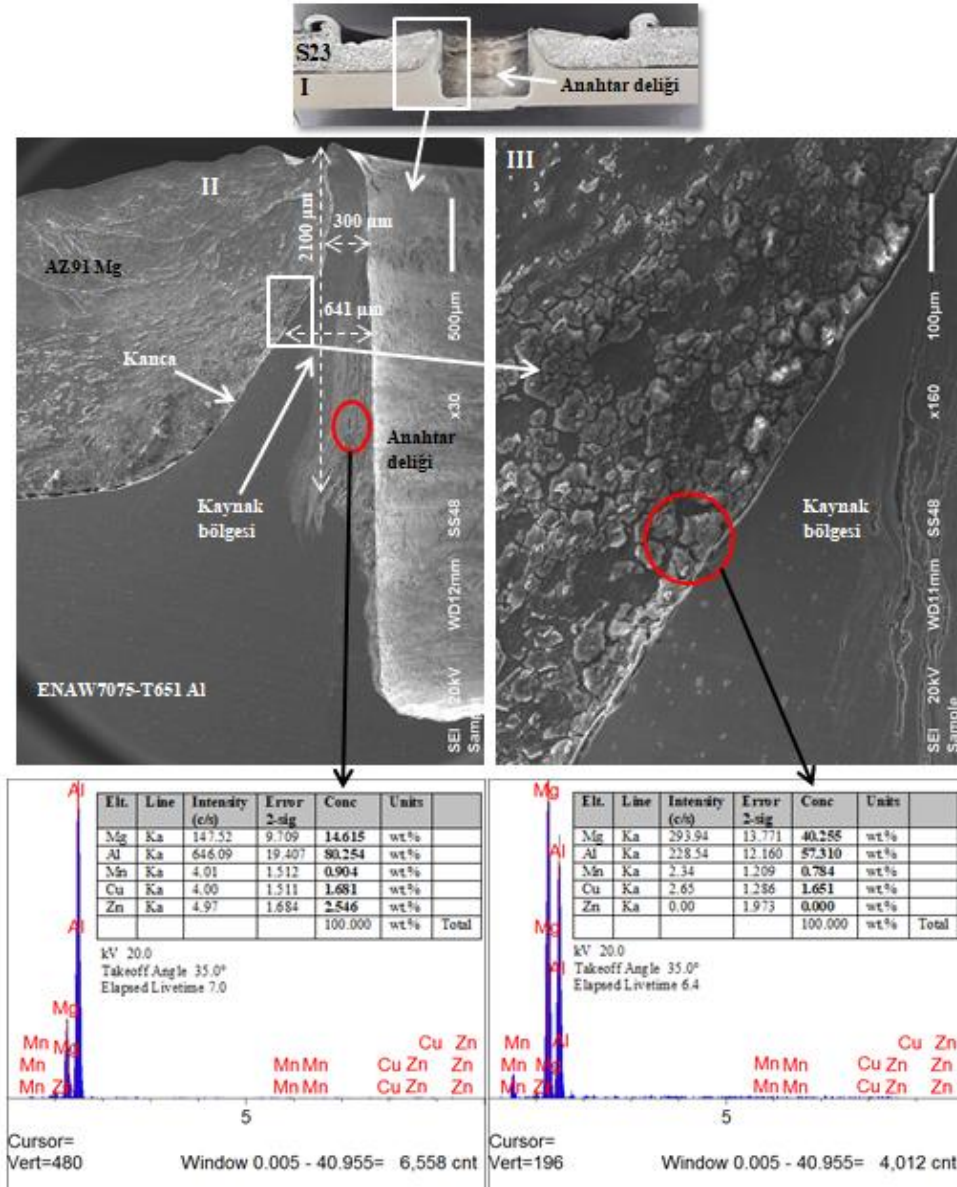 S23
I
Anahtar deliği
II
AZ91 Mg
2100 µm
300 µm
641 µm
Kanca
Anahtar
deliği
Kaynak
bölgesi
ENAW7075-T651 Al
500µm
x30
SS48
WD12mm
20kV
SEI
Sample
III
Kaynak
bölgesi
100µm
x160
SS48
WD11mm
20kV
SEI
Sample
Al
Elt. Line Intensity (c/s) Error 2-sig Conc Units
Mg Ka 147.52 9.709 14.615 wt.%
Al Ka 646.09 19.407 80.254 wt.%
Mn Ka 4.01 1.512 0.904 wt.%
Cu Ka 4.00 1.511 1.681 wt.%
Zn Ka 4.97 1.684 2.546 wt.%
100.000 wt.% Total
Al
kV 20.0
Takeoff Angle 35.0°
Elapsed Livetime 7.0
Mg
Mn Mg Cu Zn
Mn Mn Mn Cu Zn Zn
Mn Zn Mn Mn Cu Zn Zn
5
Cursor=
Vert=480 Window 0.005 - 40.955= 6,558 cnt
Mg
Elt. Line Intensity (c/s) Error 2-sig Conc Units
Mg Ka 293.94 13.771 40.255 wt.%
Al Ka 228.54 12.160 57.310 wt.%
Mn Ka 2.34 1.209 0.784 wt.%
Cu Ka 2.65 1.286 1.651 wt.%
Zn Ka 0.00 1.973 0.000 wt.%
100.000 wt.% Total
Al
Mg
Al
kV 20.0
Takeoff Angle 35.0°
Elapsed Livetime 6.4
Mn Al Cu Zn
Mn Mg Mn Mn Cu Zn Zn
Mn Zn Mn Mn Cu Zn Zn
5
Cursor=
Vert=196 Window 0.005 - 40.955= 4,012 cnt